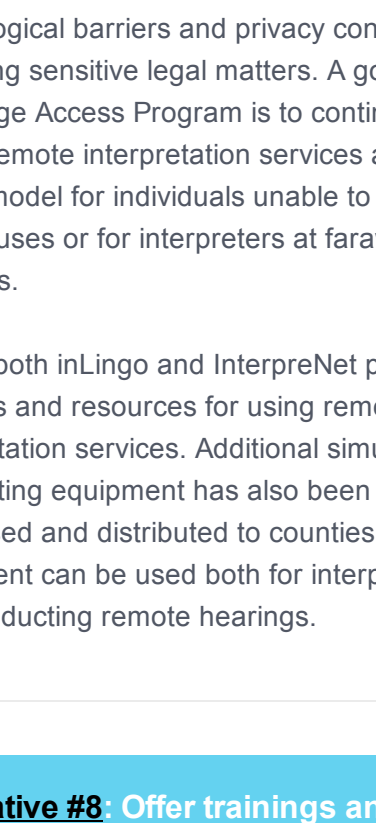 ogical barriers and privacy con
ng sensitive legal matters. A go
ge Access Program is to contin
emote interpretation services a
model for individuals unable to
uses or for interpreters at fara
s.
both inLingo and InterpreNet p
s and resources for using remo
tation services. Additional simu
ting equipment has also been
sed and distributed to counties
ent can be used both for interp
ducting remote hearings.
ative #8: Offer trainings an